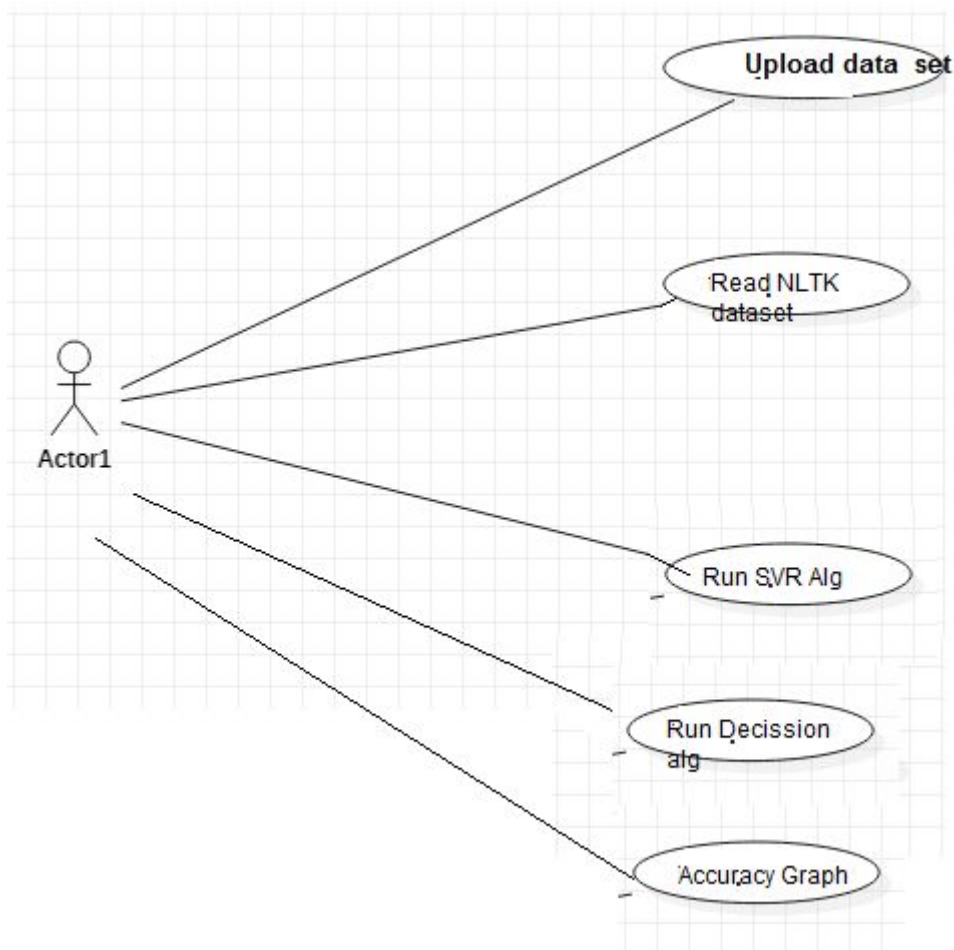 Upload data set
Read NLTK
dataset
Actor1
Run SVR Alg
Run Decission
alg
Accuracy Graph